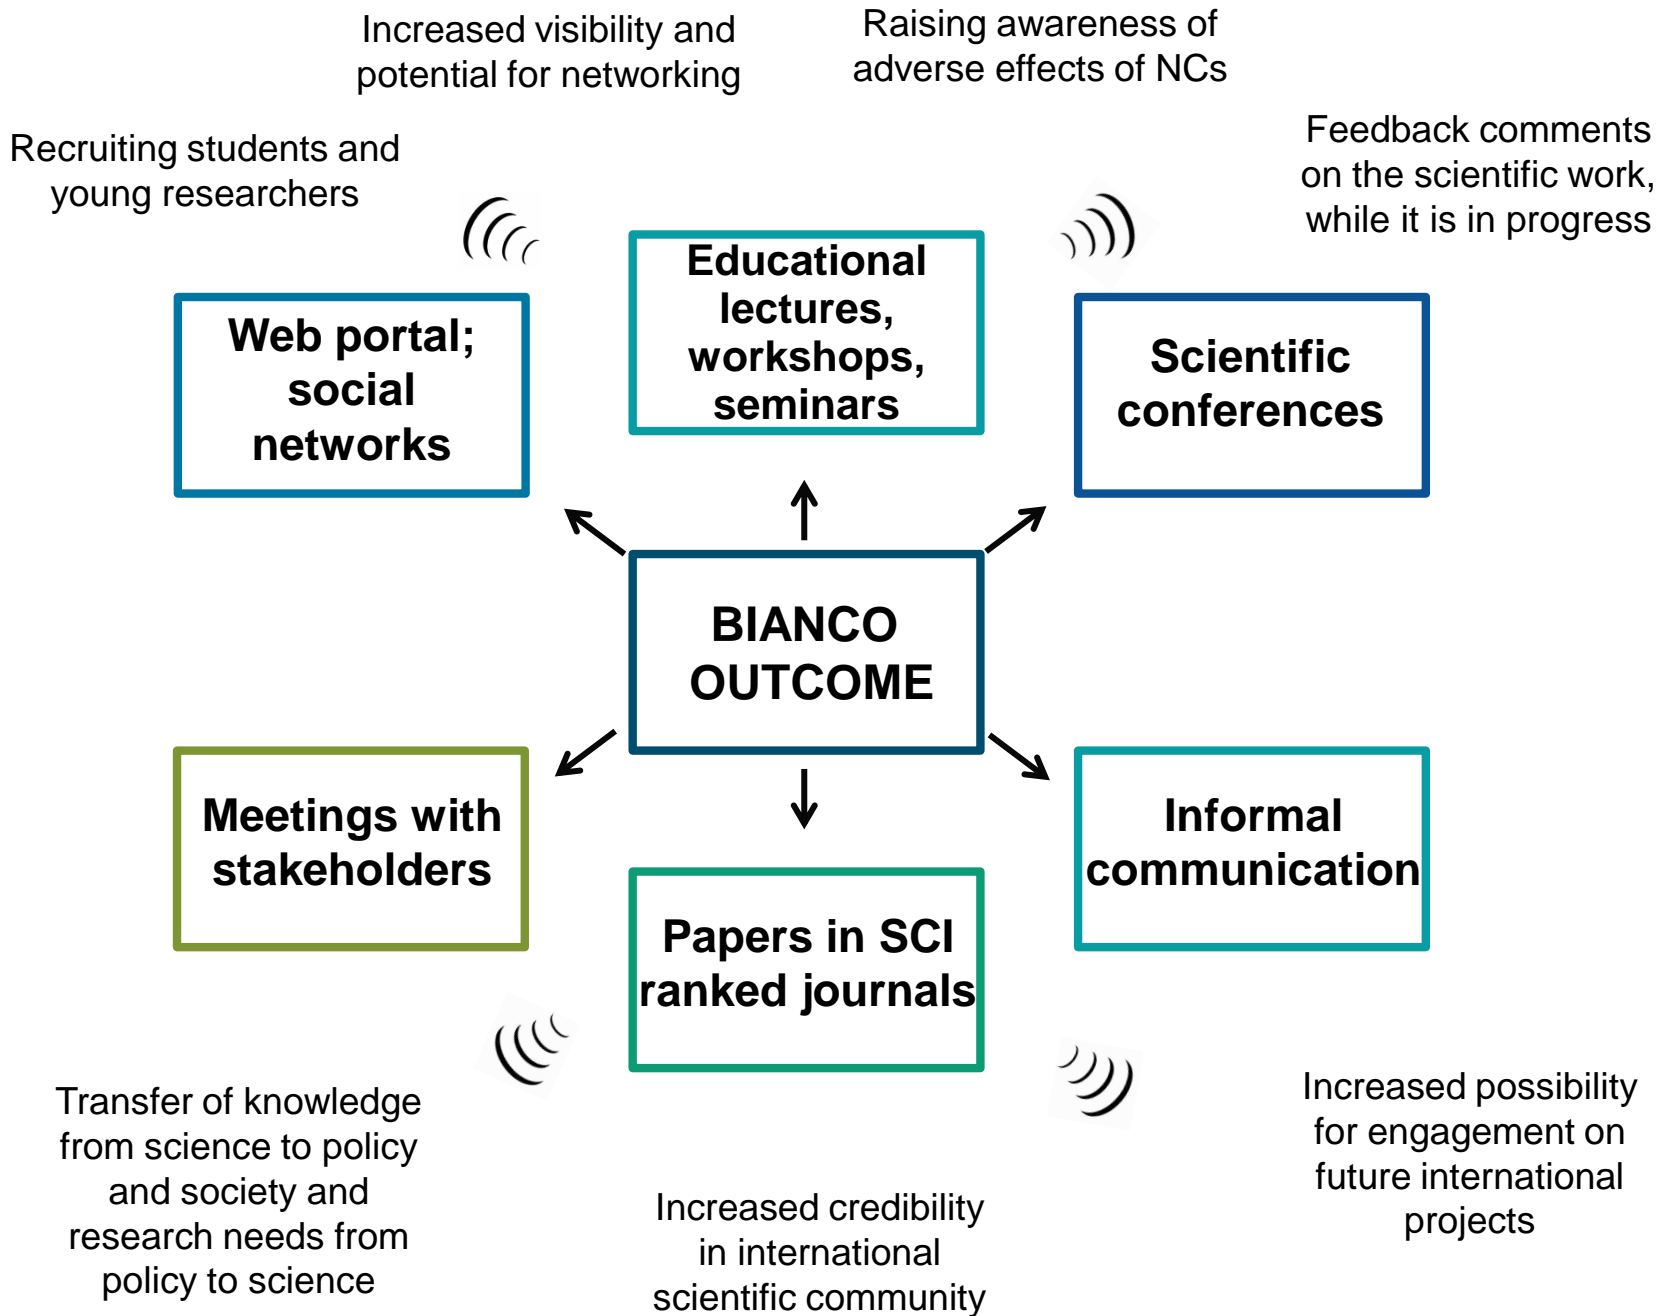 Increased visibility and
potential for networking
Raising awareness of
adverse effects of NCs
Recruiting students and
young researchers
Feedback comments
on the scientific work,
while it is in progress
Web portal;
social
networks
Educational
lectures,
workshops,
seminars
Scientific
conferences
BIANCO
OUTCOME
Meetings with
stakeholders
Papers in SCI
ranked journals
Informal
communication
Transfer of knowledge
from science to policy
and society and
research needs from
policy to science
Increased credibility
in international
scientific community
Increased possibility
for engagement on
future international
projects